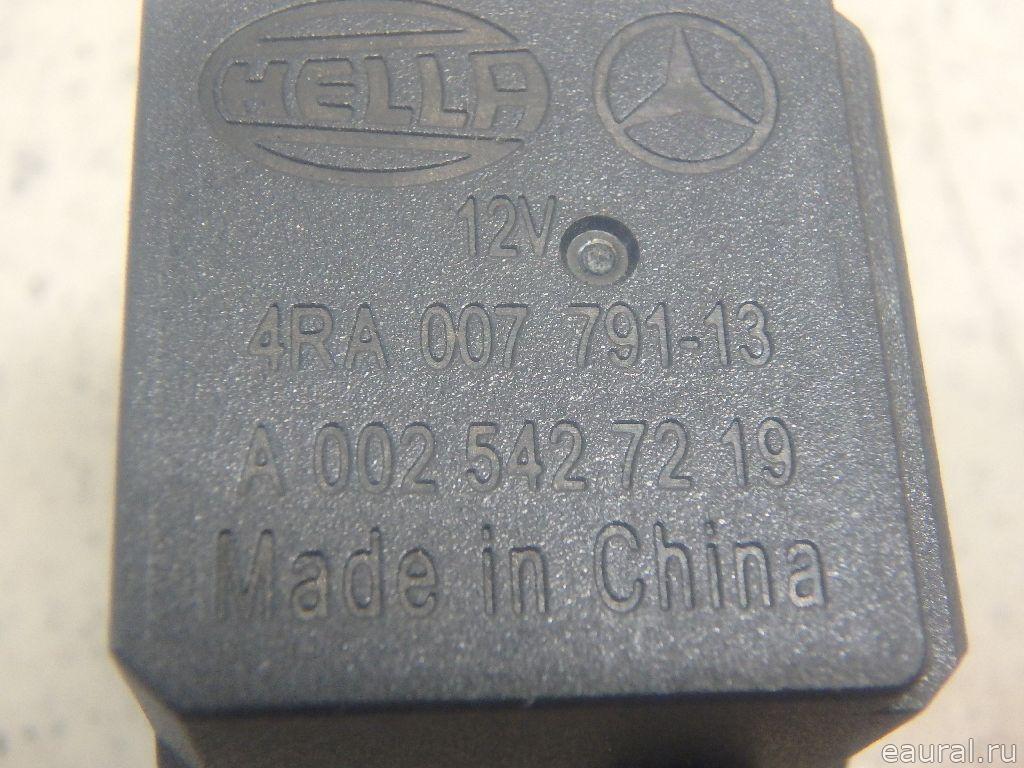 HELLA
12V
4RA 007 791-13
A 002 542 72 19
Made in China
eaural.ru